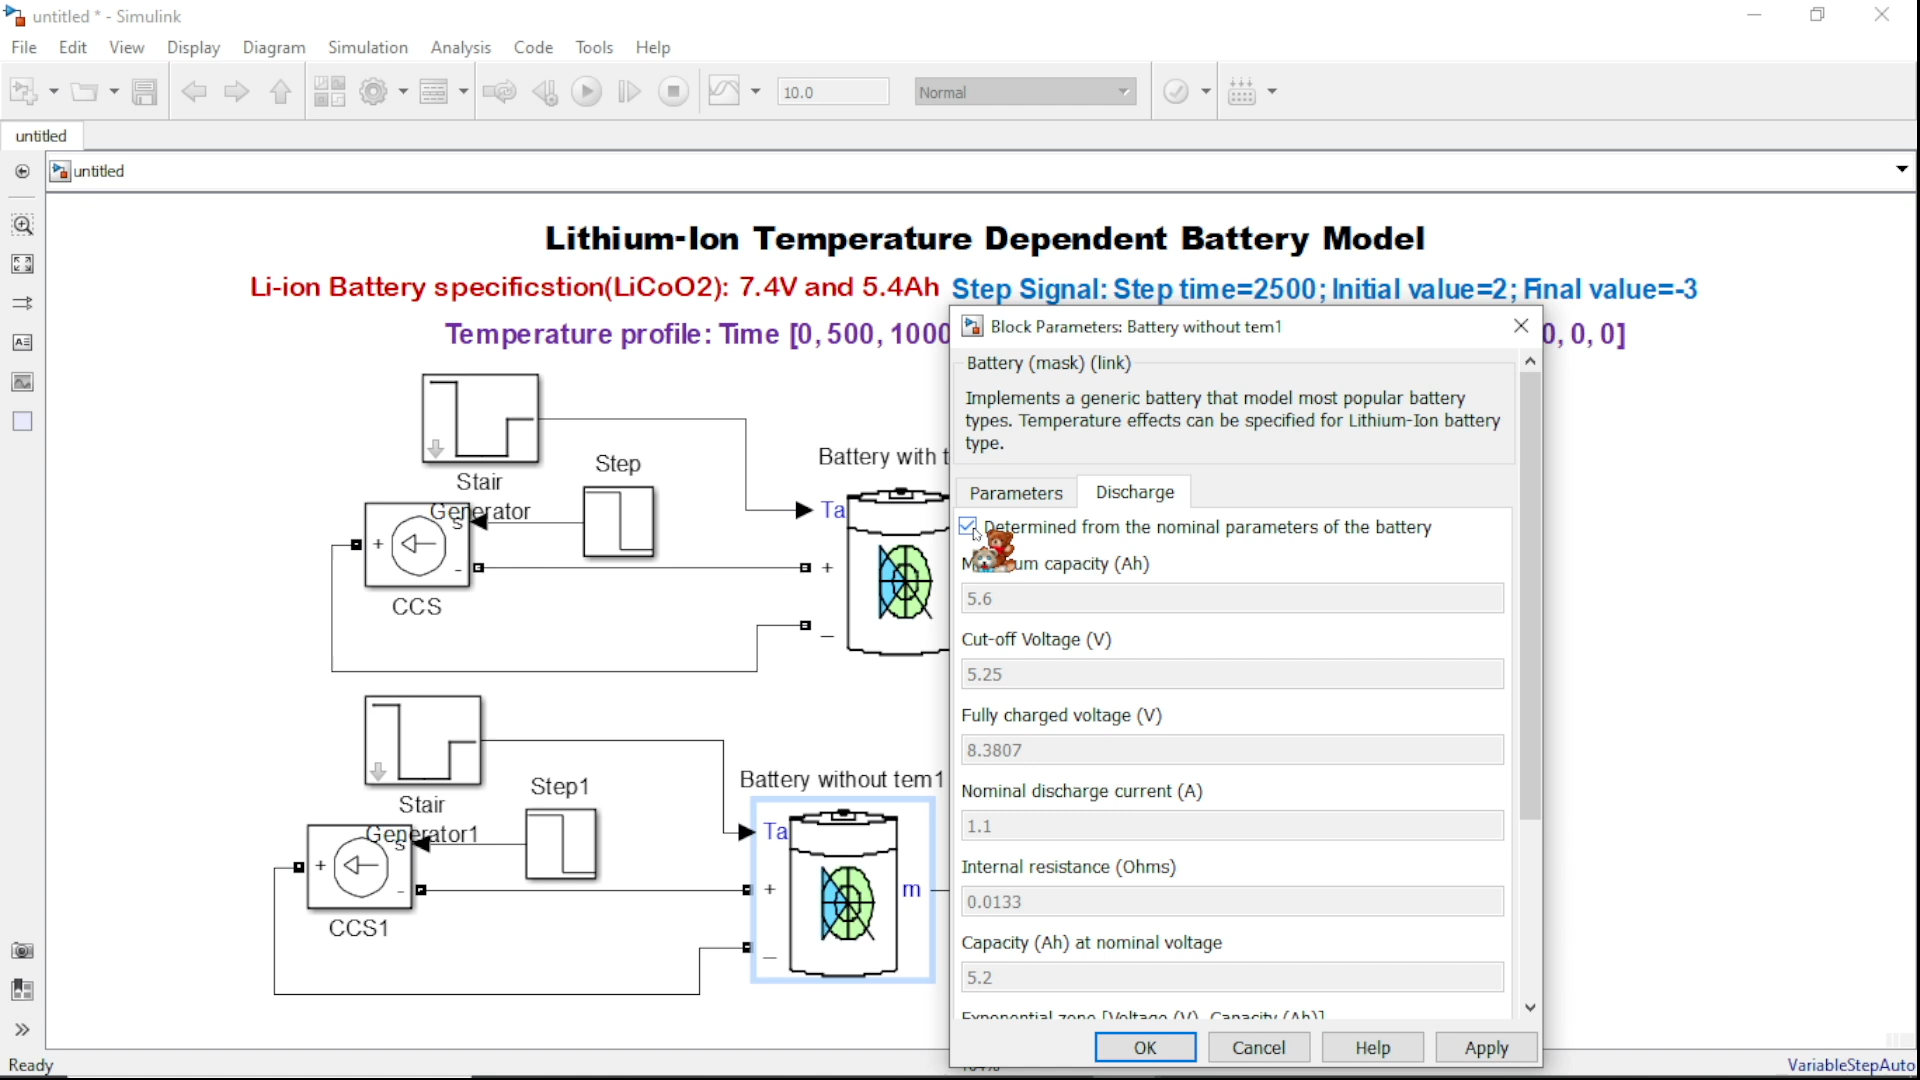 untitled * - Simulink
File Edit View Display Diagram Simulation Analysis Code Tools Help
10.0
Normal
untitled
untitled
Lithium-Ion Temperature Dependent Battery Model
Li-ion Battery specificstion(LiCoO2): 7.4V and 5.4Ah Step Signal: Step time=2500; Initial value=2; Final value=-3
Temperature profile: Time [0, 500, 1000
0, 0, 0]
Stair
Generator
Step
S
+
-
CCS
Battery with t
Ta
+
_
Stair
Generator1
Step1
S
+
-
CCS1
Battery without tem1
Ta
+
m
_
Block Parameters: Battery without tem1
Battery (mask) (link)
Implements a generic battery that model most popular battery
types. Temperature effects can be specified for Lithium-Ion battery
type.
Parameters Discharge
Determined from the nominal parameters of the battery
capacity (Ah)
5.6
Cut-off Voltage (V)
5.25
Fully charged voltage (V)
8.3807
Nominal discharge current (A)
1.1
Internal resistance (Ohms)
0.0133
Capacity (Ah) at nominal voltage
5.2
Exponential zone [Voltage (V), Capacity (Ah)]
OK Cancel Help Apply
Ready
VariableStepAuto